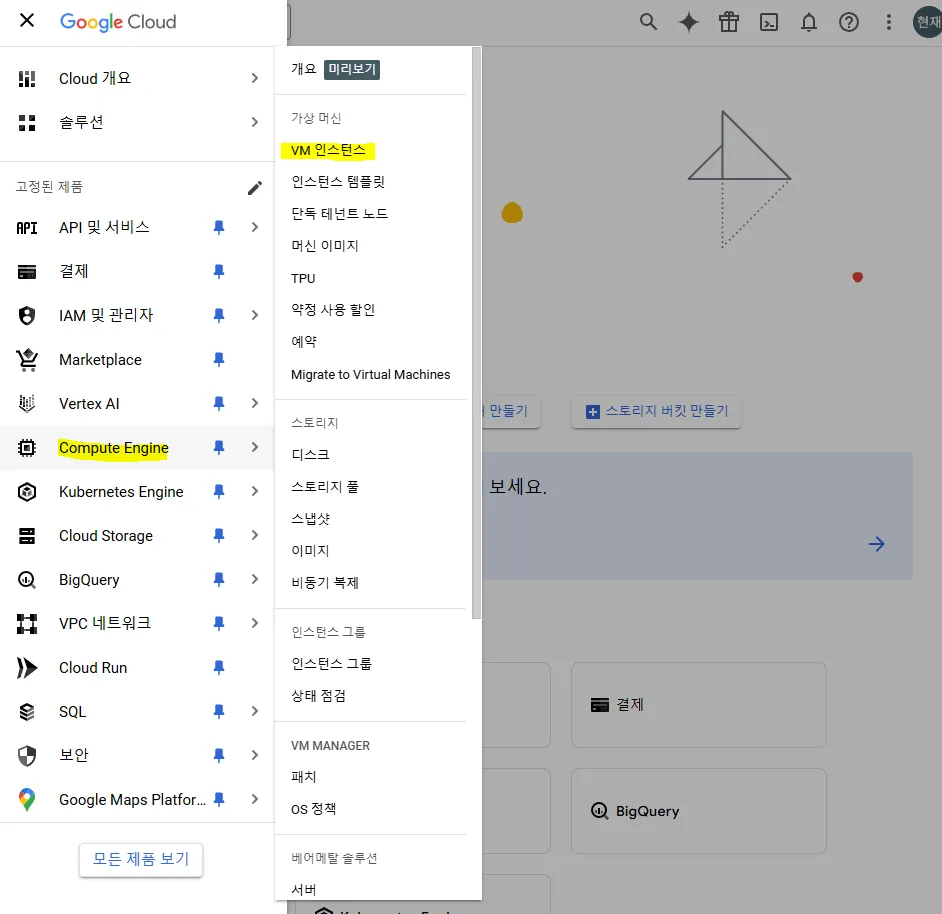 Google Cloud
현재
Cloud 개요
솔루션
고정된 제품
API API 및 서비스
결제
IAM 및 관리자
Marketplace
Vertex AI
Compute Engine
Kubernetes Engine
Cloud Storage
BigQuery
VPC 네트워크
Cloud Run
SQL
보안
Google Maps Platfor...
모든 제품 보기
개요 미리보기
가상 머신
VM 인스턴스
인스턴스 템플릿
단독 테넌트 노드
머신 이미지
TPU
약정 사용 할인
예약
Migrate to Virtual Machines
스토리지
디스크
스토리지 풀
스냅샷
이미지
비동기 복제
인스턴스 그룹
인스턴스 그룹
상태 점검
VM MANAGER
패치
OS 정책
베어메탈 솔루션
서버
만들기
스토리지 버킷 만들기
보세요.
결제
BigQuery